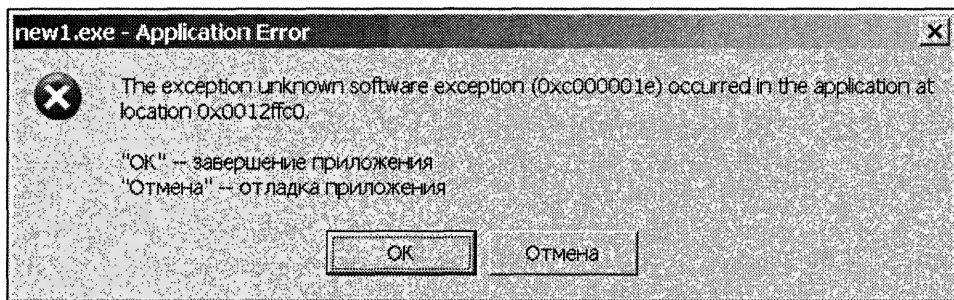 new1.exe - Application Error
The exception unknown software exception (0xc000001e) occurred in the application at
location 0x0012ffc0.
"OK" -- завершение приложения
"Отмена" -- отладка приложения
OK
Отмена